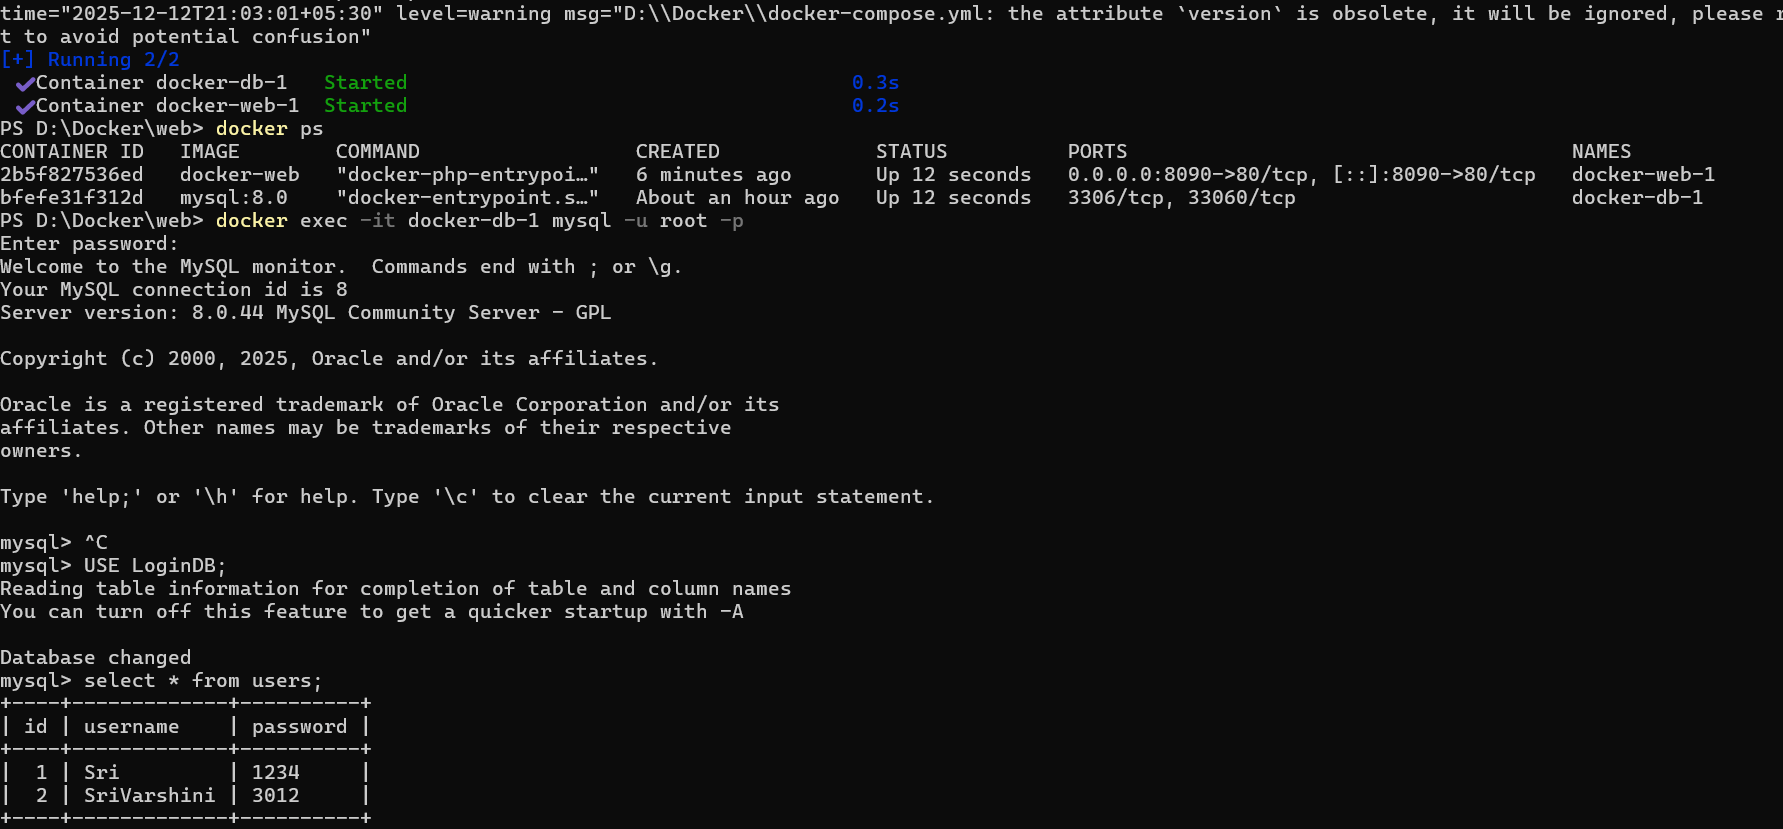 time="2025-12-12T21:03:01+05:30" level=warning msg="D:\\Docker\\docker-compose.yml: the attribute `version` is obsolete, it will be ignored, please
t to avoid potential confusion"
[+] Running 2/2
✔Container docker-db-1   Started   0.3s
✔Container docker-web-1  Started   0.2s
PS D:\Docker\web> docker ps
CONTAINER ID   IMAGE        COMMAND                  CREATED             STATUS          PORTS                                     NAMES
2b5f827536ed   docker-web   "docker-php-entrypoi…"   6 minutes ago       Up 12 seconds   0.0.0.0:8090->80/tcp, [::]:8090->80/tcp   docker-web-1
bfefe31f312d   mysql:8.0    "docker-entrypoint.s…"   About an hour ago   Up 12 seconds   3306/tcp, 33060/tcp                       docker-db-1
PS D:\Docker\web> docker exec -it docker-db-1 mysql -u root -p
Enter password:
Welcome to the MySQL monitor.  Commands end with ; or \g.
Your MySQL connection id is 8
Server version: 8.0.44 MySQL Community Server - GPL
Copyright (c) 2000, 2025, Oracle and/or its affiliates.
Oracle is a registered trademark of Oracle Corporation and/or its
affiliates. Other names may be trademarks of their respective
owners.
Type 'help;' or '\h' for help. Type '\c' to clear the current input statement.
mysql> ^C
mysql> USE LoginDB;
Reading table information for completion of table and column names
You can turn off this feature to get a quicker startup with -A
Database changed
mysql> select * from users;
+----+-------------+----------+
| id | username    | password |
+----+-------------+----------+
|  1 | Sri         | 1234     |
|  2 | SriVarshini | 3012     |
+----+-------------+----------+